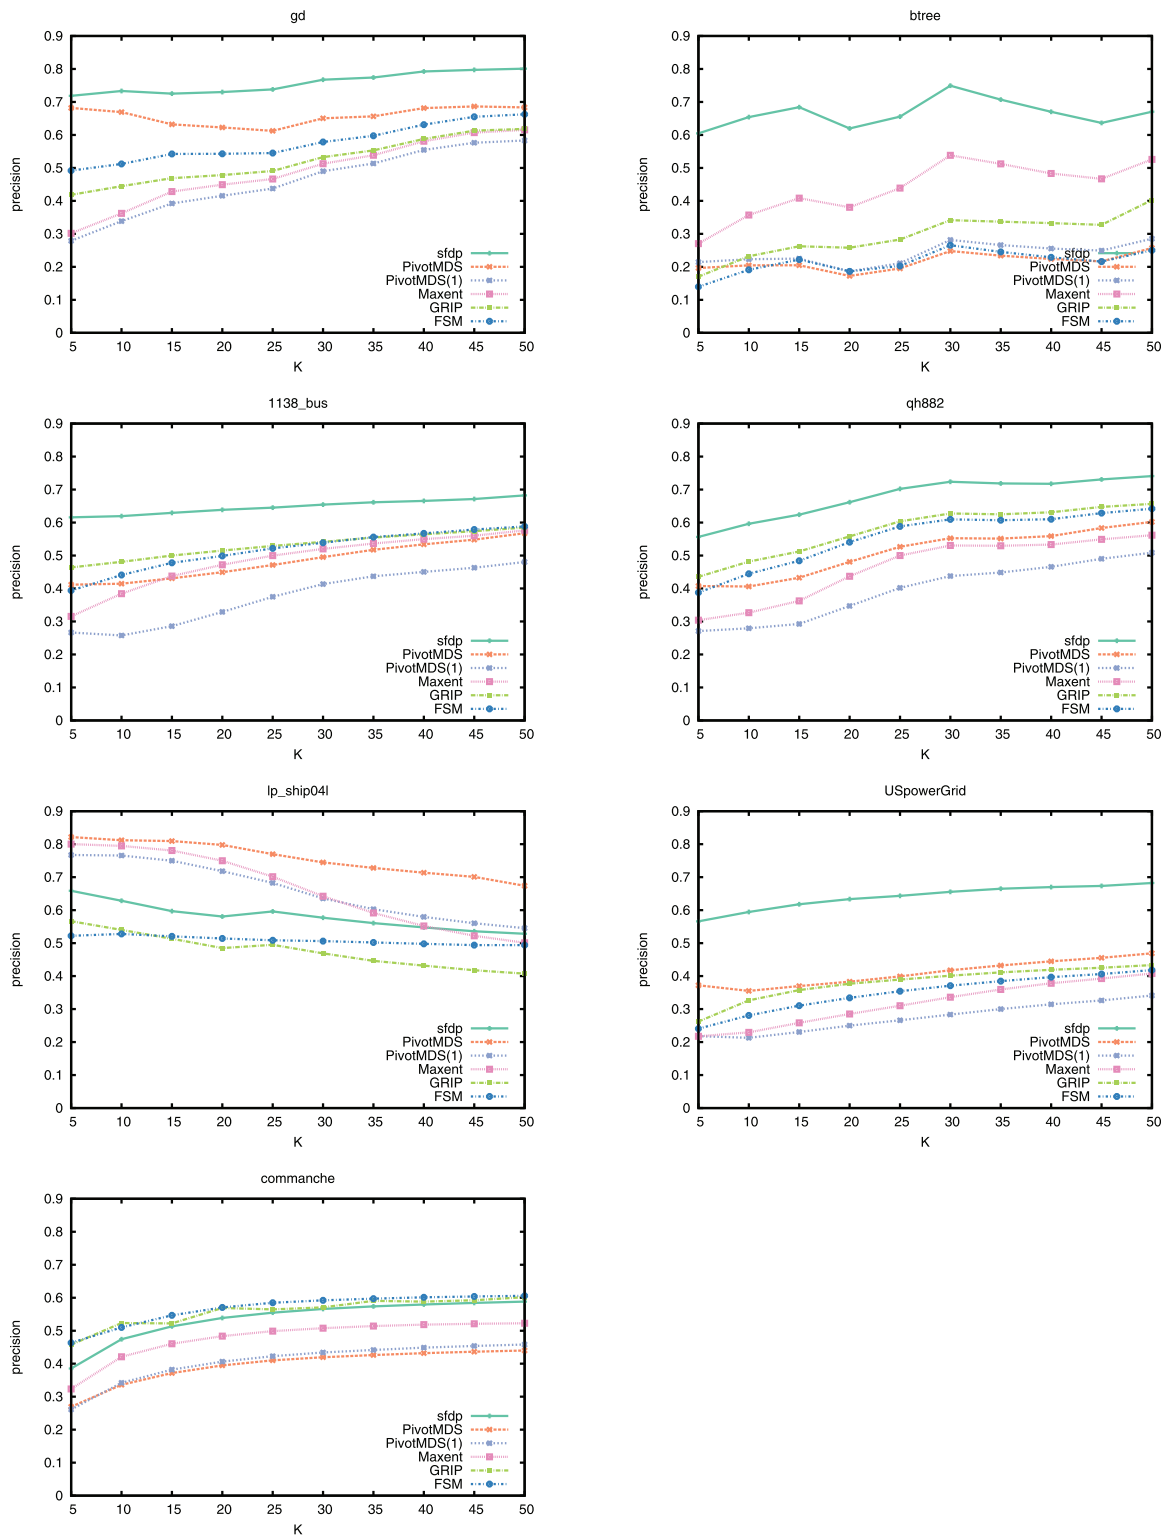 gd
0.9
0.8
0.7
0.6
0.5
0.4
0.3
0.2
0.1
0
precision
sfdp
PivotMDS
PivotMDS(1)
Maxent
GRIP
FSM
5 10 15 20 25 30 35 40 45 50
K
btree
0.9
0.8
0.7
0.6
0.5
0.4
0.3
0.2
0.1
0
precision
sfdp
PivotMDS
PivotMDS(1)
Maxent
GRIP
FSM
5 10 15 20 25 30 35 40 45 50
K
1138_bus
0.9
0.8
0.7
0.6
0.5
0.4
0.3
0.2
0.1
0
precision
sfdp
PivotMDS
PivotMDS(1)
Maxent
GRIP
FSM
5 10 15 20 25 30 35 40 45 50
K
qh882
0.9
0.8
0.7
0.6
0.5
0.4
0.3
0.2
0.1
0
precision
sfdp
PivotMDS
PivotMDS(1)
Maxent
GRIP
FSM
5 10 15 20 25 30 35 40 45 50
K
lp_ship04l
0.9
0.8
0.7
0.6
0.5
0.4
0.3
0.2
0.1
0
precision
sfdp
PivotMDS
PivotMDS(1)
Maxent
GRIP
FSM
5 10 15 20 25 30 35 40 45 50
K
USpowerGrid
0.9
0.8
0.7
0.6
0.5
0.4
0.3
0.2
0.1
0
precision
sfdp
PivotMDS
PivotMDS(1)
Maxent
GRIP
FSM
5 10 15 20 25 30 35 40 45 50
K
commanche
0.9
0.8
0.7
0.6
0.5
0.4
0.3
0.2
0.1
0
precision
sfdp
PivotMDS
PivotMDS(1)
Maxent
GRIP
FSM
5 10 15 20 25 30 35 40 45 50
K